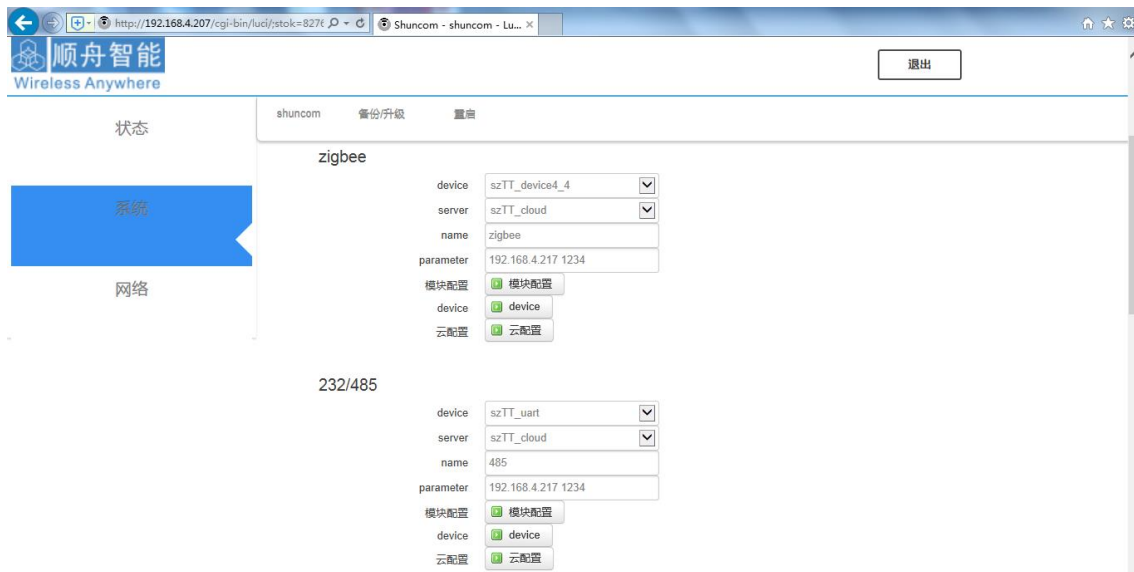 http://192.168.4.207/cgi-bin/luci/;stok=827( Shuncom - shuncom - Lu... ×
顺舟智能
Wireless Anywhere
退出
状态
系统
网络
shuncom 备份/升级 重启
zigbee
device szTT_device4_4
server szTT_cloud
name zigbee
parameter 192.168.4.217 1234
模块配置 模块配置
device device
云配置 云配置
232/485
device szTT_uart
server szTT_cloud
name 485
parameter 192.168.4.217 1234
模块配置 模块配置
device device
云配置 云配置